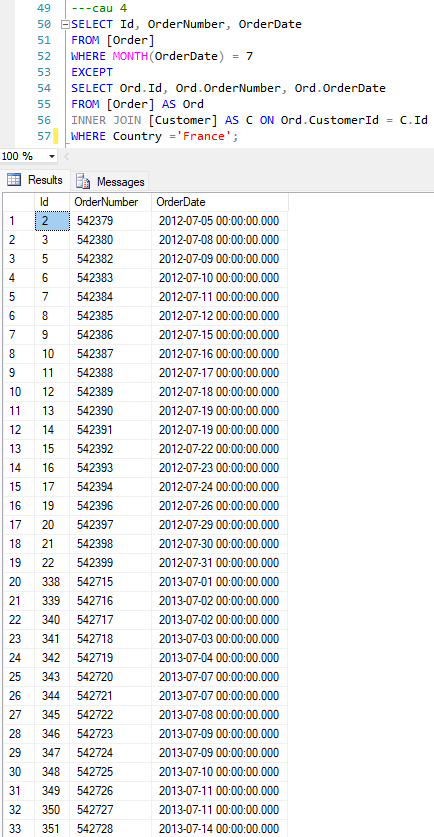 49 ---cau 4
50 SELECT Id, OrderNumber, OrderDate
51 FROM [Order]
52 WHERE MONTH(OrderDate) = 7
53 EXCEPT
54 SELECT Ord.Id, Ord.OrderNumber, Ord.OrderDate
55 FROM [Order] AS Ord
56 INNER JOIN [Customer] AS C ON Ord.CustomerId = C.Id
57 WHERE Country ='France';
100 %
Results Messages
Id OrderNumber OrderDate
1 2 542379 2012-07-05 00:00:00.000
2 3 542380 2012-07-08 00:00:00.000
3 5 542382 2012-07-09 00:00:00.000
4 6 542383 2012-07-10 00:00:00.000
5 7 542384 2012-07-11 00:00:00.000
6 8 542385 2012-07-12 00:00:00.000
7 9 542386 2012-07-15 00:00:00.000
8 10 542387 2012-07-16 00:00:00.000
9 11 542388 2012-07-17 00:00:00.000
10 12 542389 2012-07-18 00:00:00.000
11 13 542390 2012-07-19 00:00:00.000
12 14 542391 2012-07-19 00:00:00.000
13 15 542392 2012-07-22 00:00:00.000
14 16 542393 2012-07-23 00:00:00.000
15 17 542394 2012-07-24 00:00:00.000
16 19 542396 2012-07-26 00:00:00.000
17 20 542397 2012-07-29 00:00:00.000
18 21 542398 2012-07-30 00:00:00.000
19 22 542399 2012-07-31 00:00:00.000
20 338 542715 2013-07-01 00:00:00.000
21 339 542716 2013-07-02 00:00:00.000
22 340 542717 2013-07-02 00:00:00.000
23 341 542718 2013-07-03 00:00:00.000
24 342 542719 2013-07-04 00:00:00.000
25 343 542720 2013-07-07 00:00:00.000
26 344 542721 2013-07-07 00:00:00.000
27 345 542722 2013-07-08 00:00:00.000
28 346 542723 2013-07-09 00:00:00.000
29 347 542724 2013-07-09 00:00:00.000
30 348 542725 2013-07-10 00:00:00.000
31 349 542726 2013-07-11 00:00:00.000
32 350 542727 2013-07-11 00:00:00.000
33 351 542728 2013-07-14 00:00:00.000